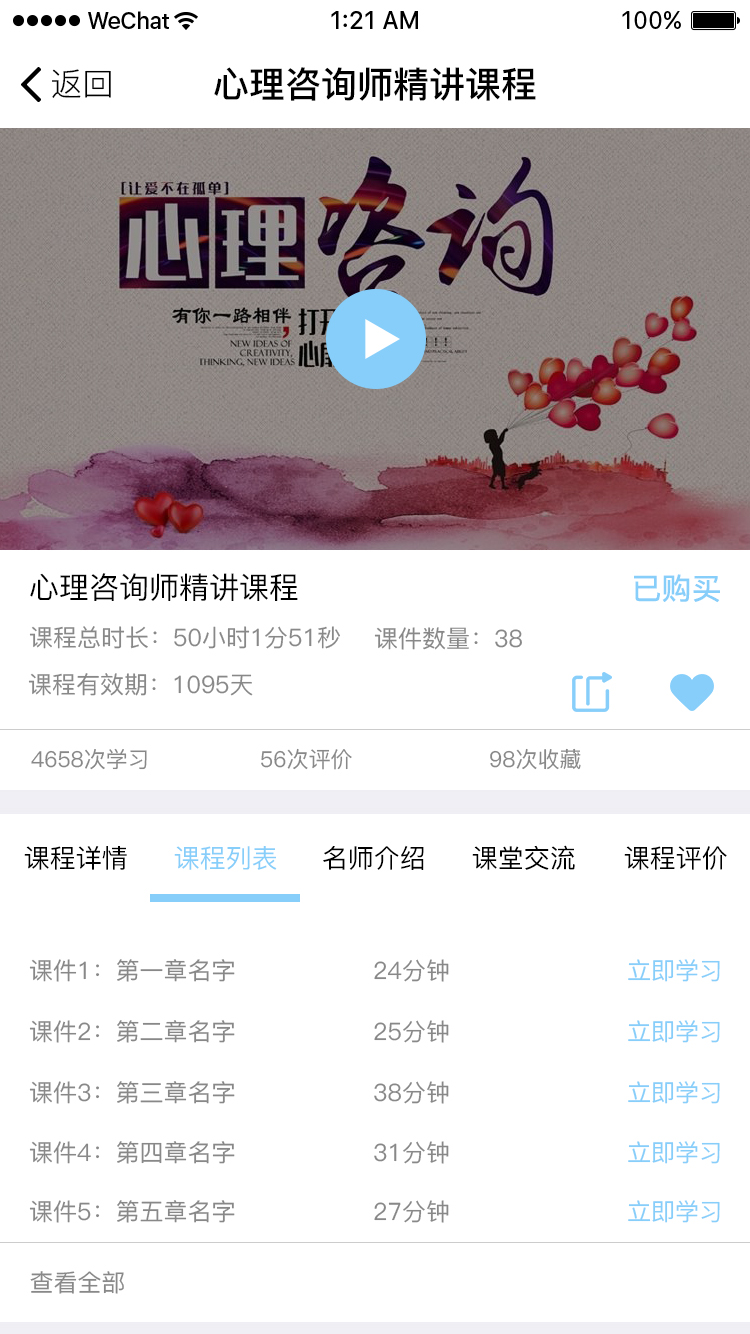 WeChat 1:21 AM 100%
返回 心理咨询师精讲课程
[让爱不在孤单]
心理咨询
有你一路相伴
NEW IDEAS OF
CREATIVITY,
THINKING, NEW IDEAS
心理咨询师精讲课程 已购买
课程总时长：50小时1分51秒 课件数量：38
课程有效期：1095天
4658次学习 56次评价 98次收藏
课程详情 课程列表 名师介绍 课堂交流 课程评价
课件1：第一章名字 24分钟 立即学习
课件2：第二章名字 25分钟 立即学习
课件3：第三章名字 38分钟 立即学习
课件4：第四章名字 31分钟 立即学习
课件5：第五章名字 27分钟 立即学习
查看全部